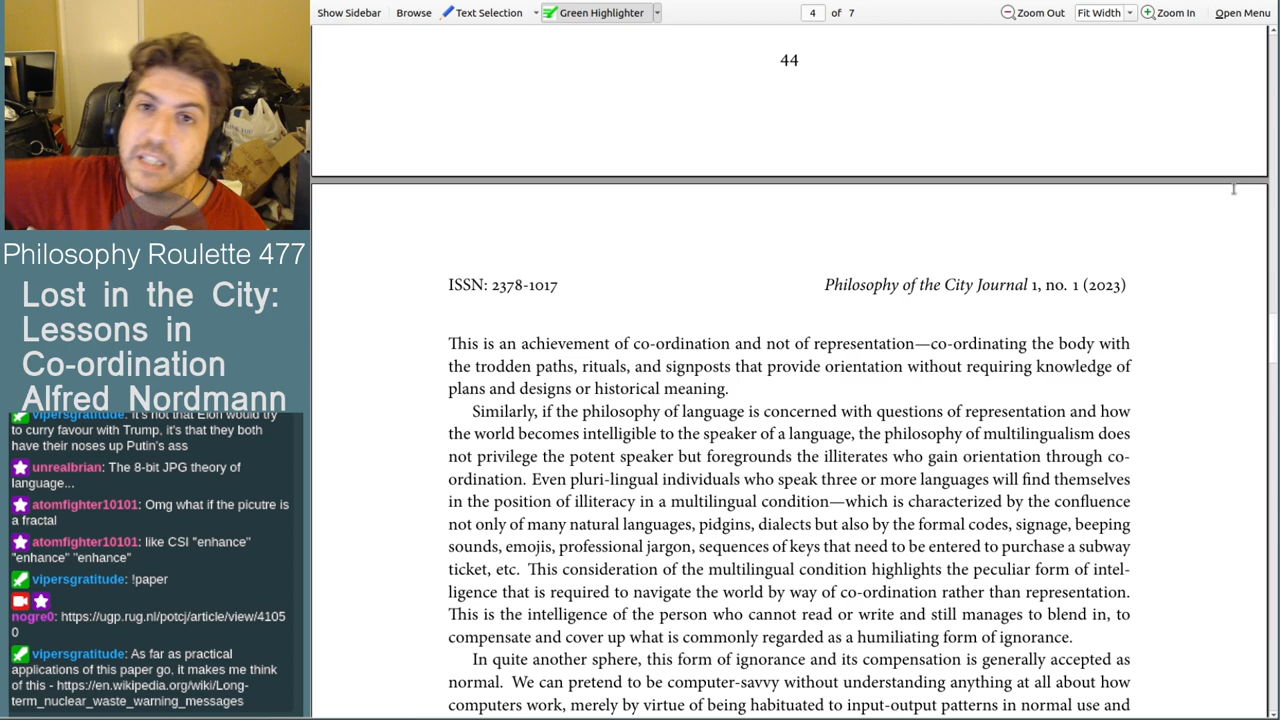 Show Sidebar
Browse
Text Selection
Green Highlighter
4 of 7
Zoom Out
Fit Width
Zoom In
Open Menu
44
ISSN: 2378-1017
Philosophy of the City Journal 1, no. 1 (2023)
This is an achievement of co-ordination and not of representation—co-ordinating the body with
the trodden paths, rituals, and signposts that provide orientation without requiring knowledge of
plans and designs or historical meaning.
Similarly, if the philosophy of language is concerned with questions of representation and how
the world becomes intelligible to the speaker of a language, the philosophy of multilingualism does
not privilege the potent speaker but foregrounds the illiterates who gain orientation through co-
ordination. Even pluri-lingual individuals who speak three or more languages will find themselves
in the position of illiteracy in a multilingual condition—which is characterized by the confluence
not only of many natural languages, pidgins, dialects but also by the formal codes, signage, beeping
sounds, emojis, professional jargon, sequences of keys that need to be entered to purchase a subway
ticket, etc. This consideration of the multilingual condition highlights the peculiar form of intel-
ligence that is required to navigate the world by way of co-ordination rather than representation.
This is the intelligence of the person who cannot read or write and still manages to blend in, to
compensate and cover up what is commonly regarded as a humiliating form of ignorance.
In quite another sphere, this form of ignorance and its compensation is generally accepted as
normal. We can pretend to be computer-savvy without understanding anything at all about how
computers work, merely by virtue of being habituated to input-output patterns in normal use and
Philosophy Roulette 477
Lost in the City:
Lessons in
Co-ordination
Alfred Nordmann
vipersgratitude: It's not that Elon would try
to curry favour with Trump, it's that they both
have their noses up Putin's ass
unrealbrian: The 8-bit JPG theory of
language...
atomfighter10101: Omg what if the picutre is
a fractal
atomfighter10101: like CSI "enhance"
"enhance" "enhance"
vipersgratitude: !paper
nogre0: https://ugp.rug.nl/potcj/article/view/4105
0
vipersgratitude: As far as practical
applications of this paper go, it makes me think
of this - https://en.wikipedia.org/wiki/Long-
term_nuclear_waste_warning_messages